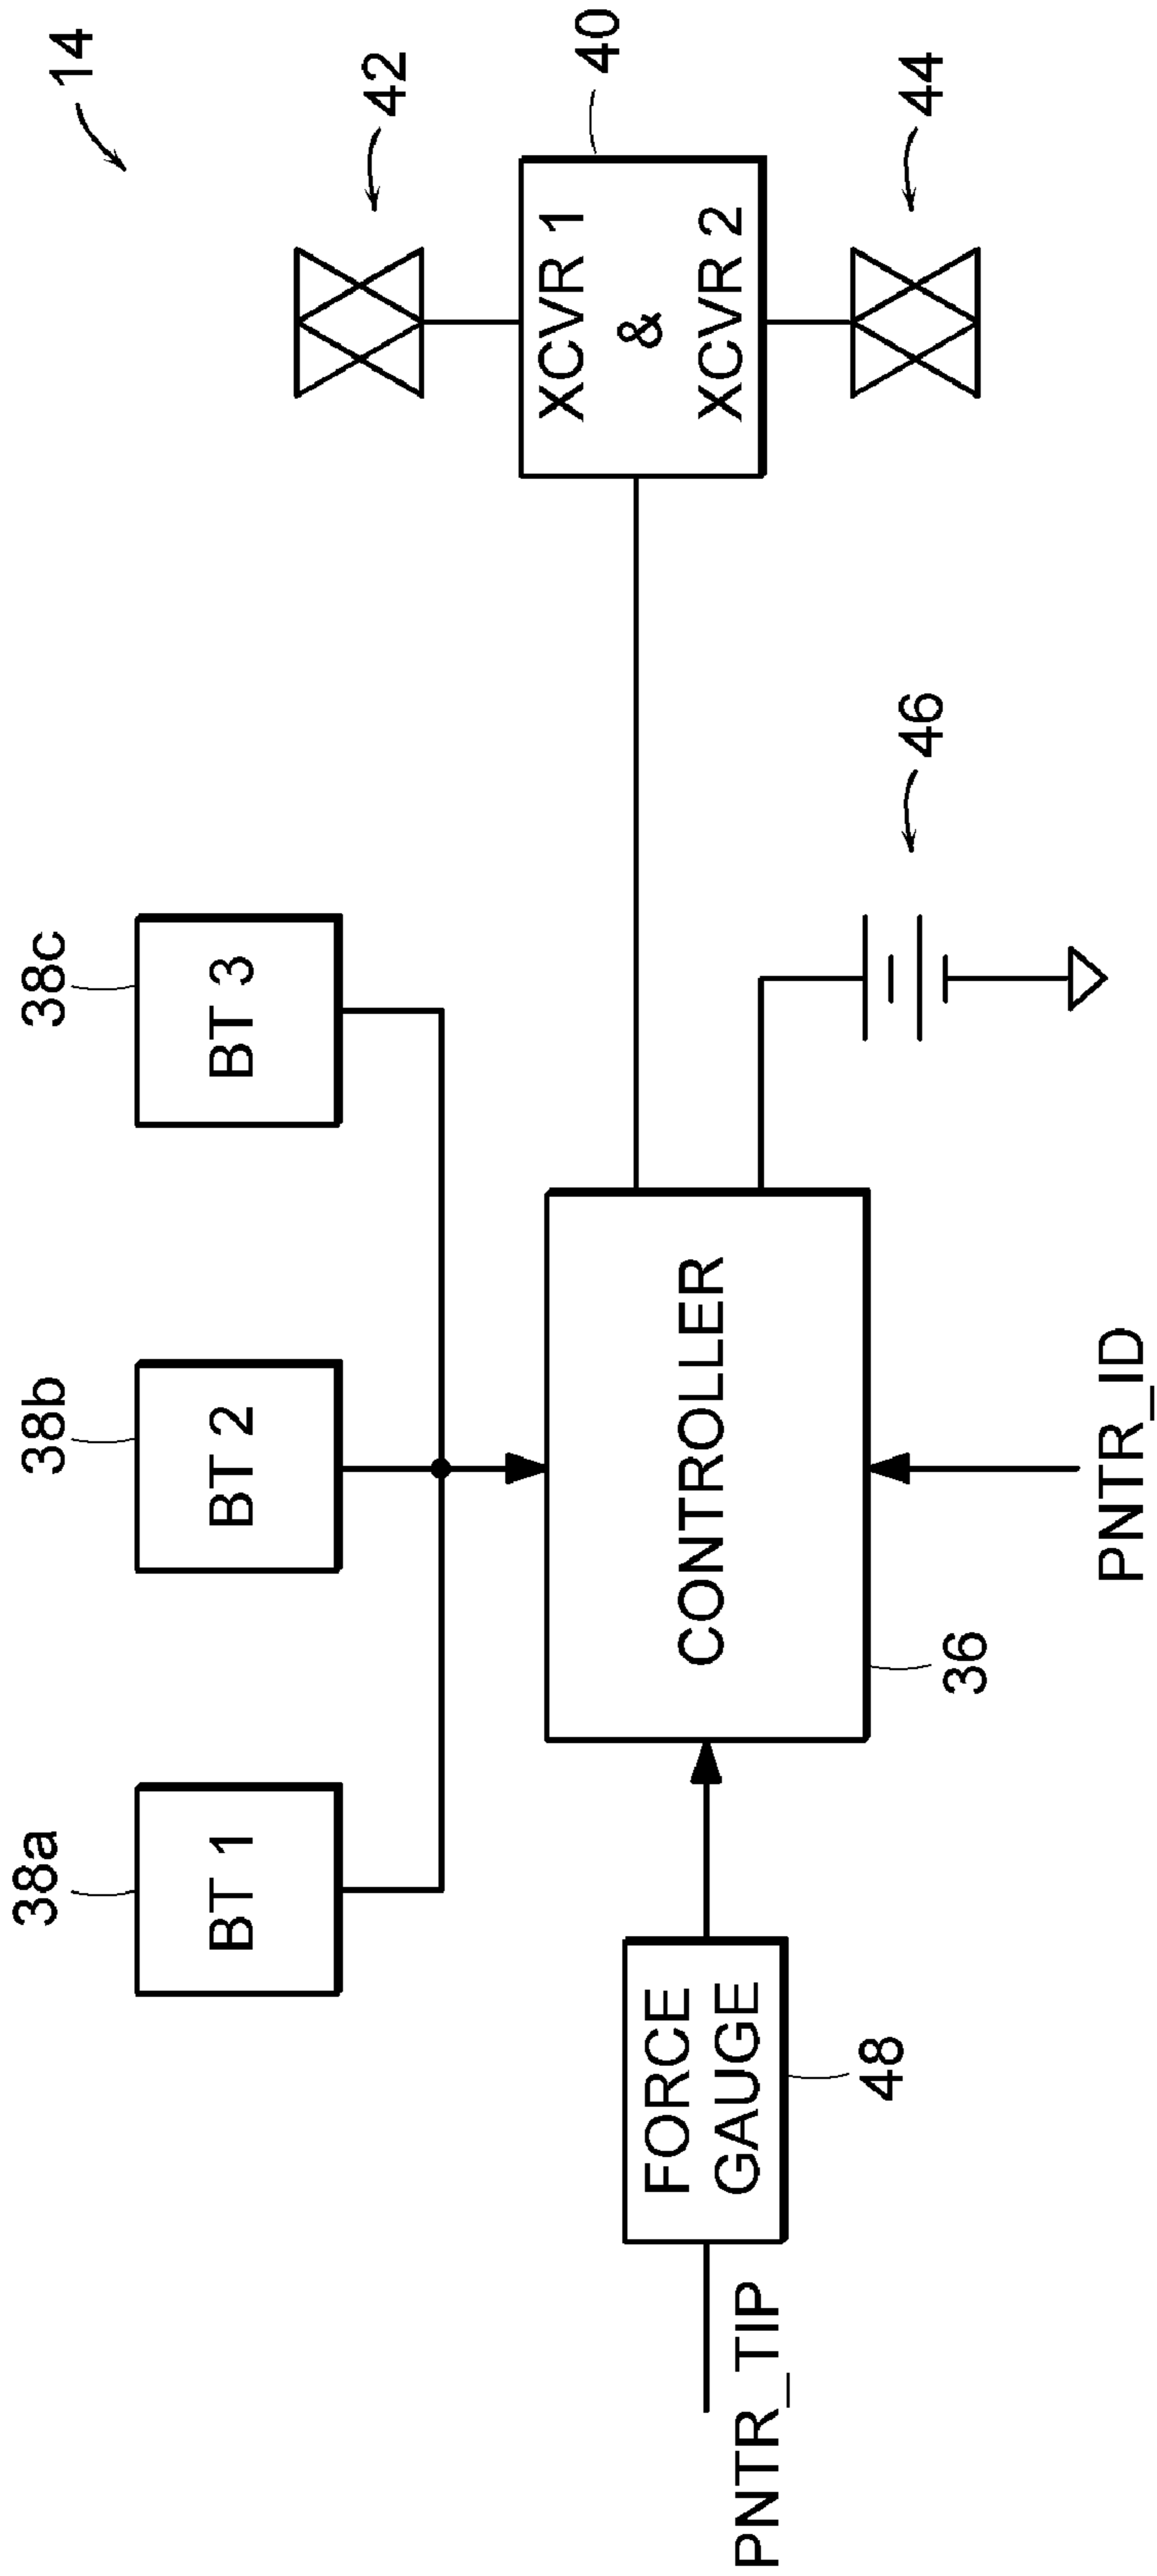 14
38a
38b
38c
BT 1
BT 2
BT 3
42
XCVR 1
&
XCVR 2
40
44
PNTR_TIP
FORCE
GAUGE
48
CONTROLLER
36
46
PNTR_ID